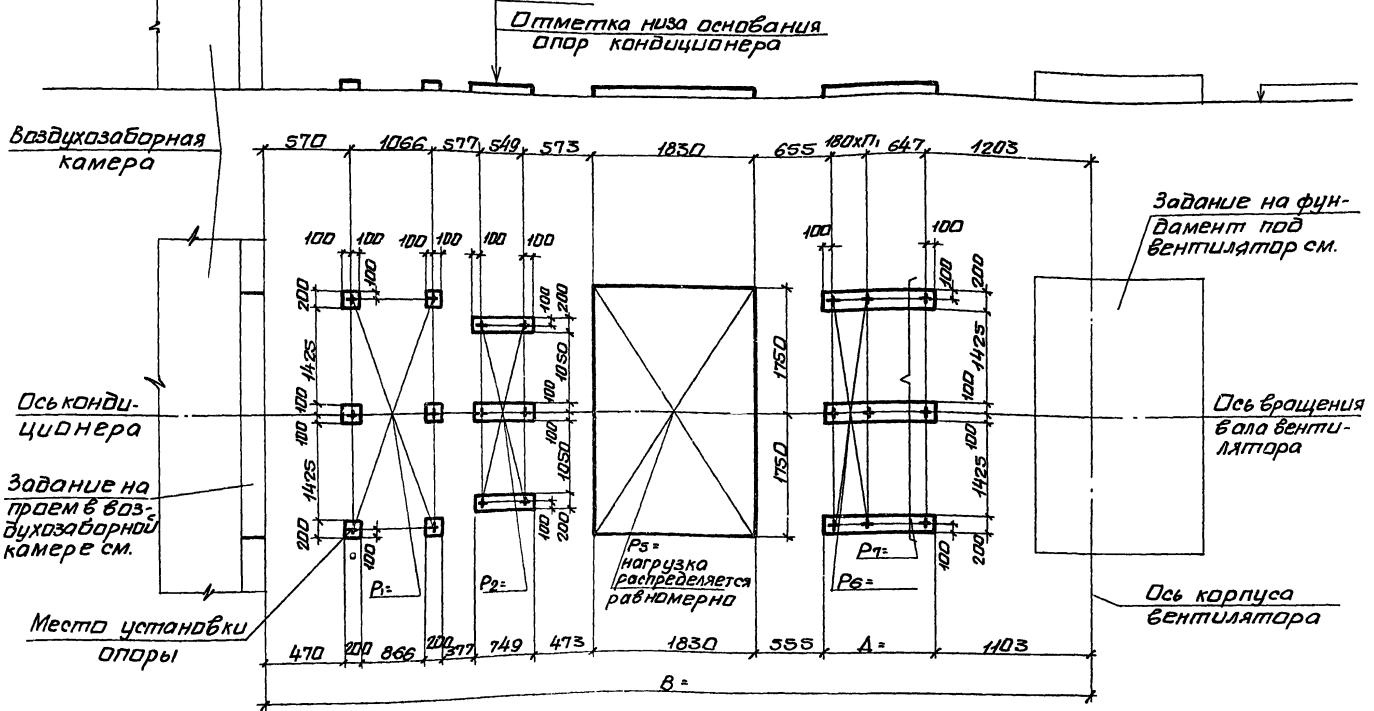 Отметка низа основания
опор кондиционера
Воздухозаборная
камера
570
1066
577
549
573
1830
655
180хП₁
647
1203
Задание на фун-
дамент под
вентилятор см.
100
100
100
100
100
100
100
100
200
1425
100
100
1425
200
100
100
100
200
1050
100
100
1050
100
200
1750
1750
100
200
1425
100
100
1425
100
200
Ось конди-
ционера
Ось вращения
вала венти-
лятора
Задание на
проем в воз-
духозаборной
камере см.
P₁=
P₂=
P5=
нагрузка
распределяется
равномерно
P7=
P6=
Место установки
опоры
Ось корпуса
вентилятора
470
200
866
200
377
749
473
1830
555
А=
1103
В=